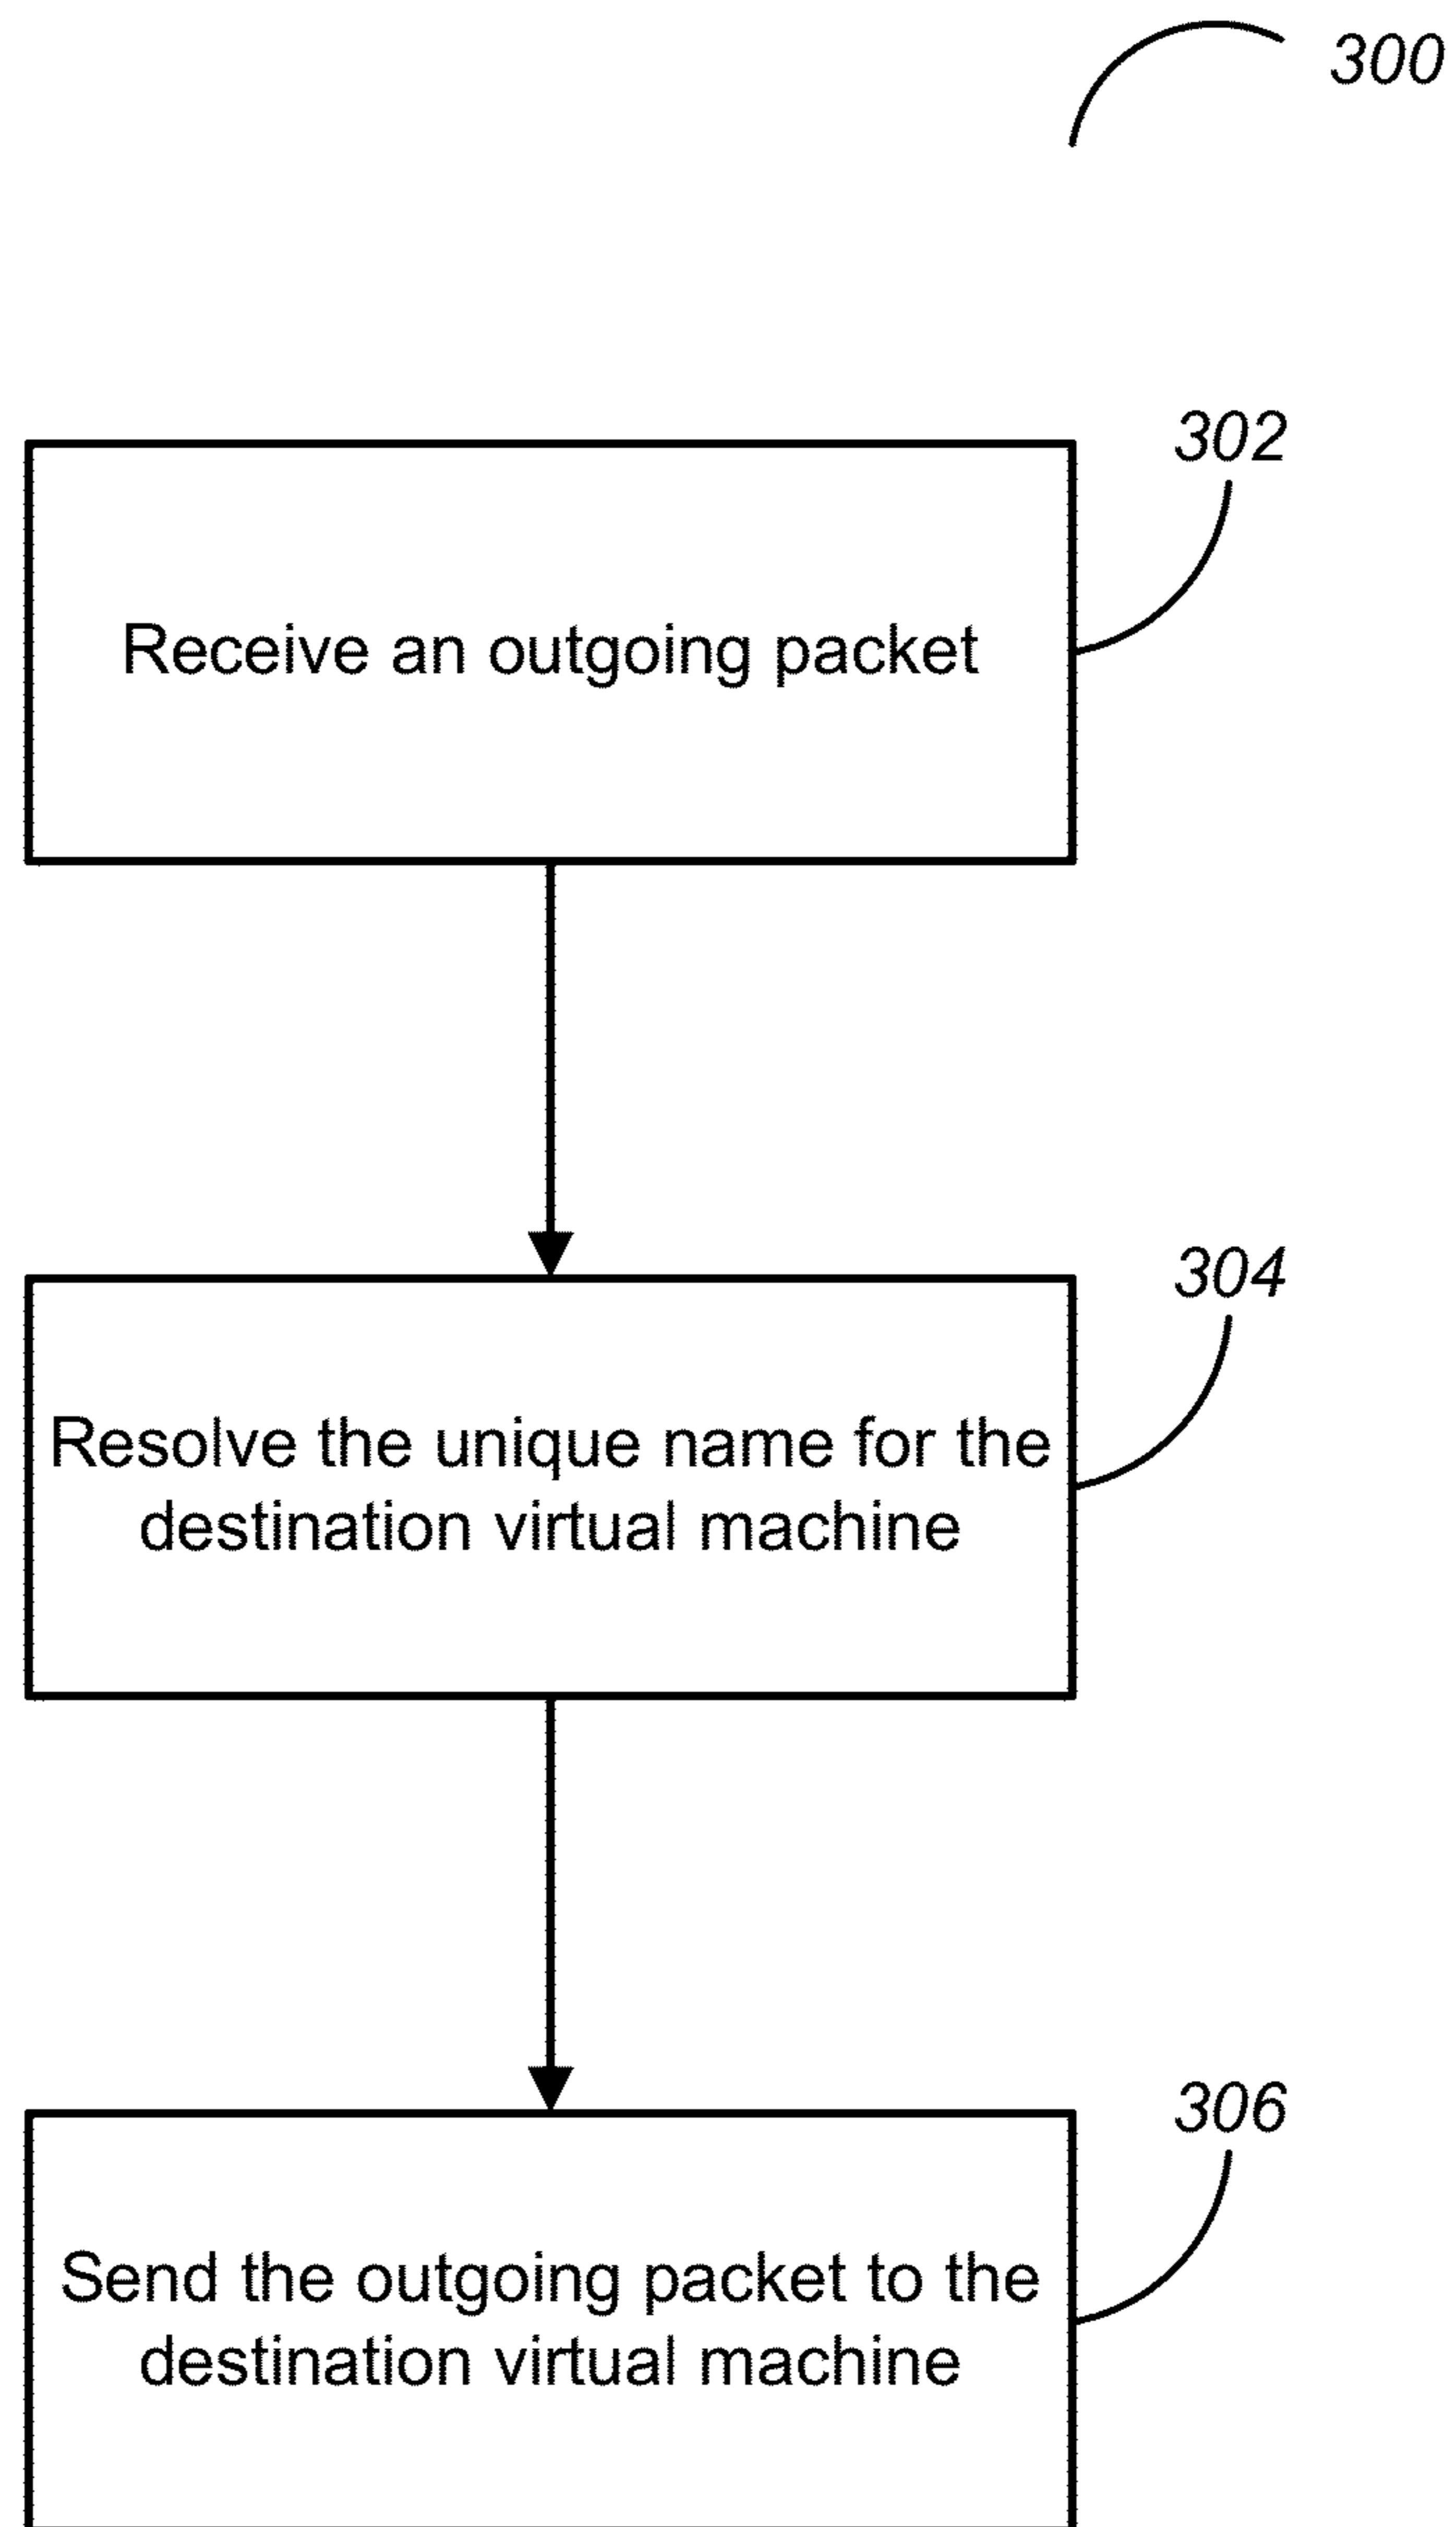 300
302
Receive an outgoing packet
304
Resolve the unique name for the
destination virtual machine
306
Send the outgoing packet to the
destination virtual machine